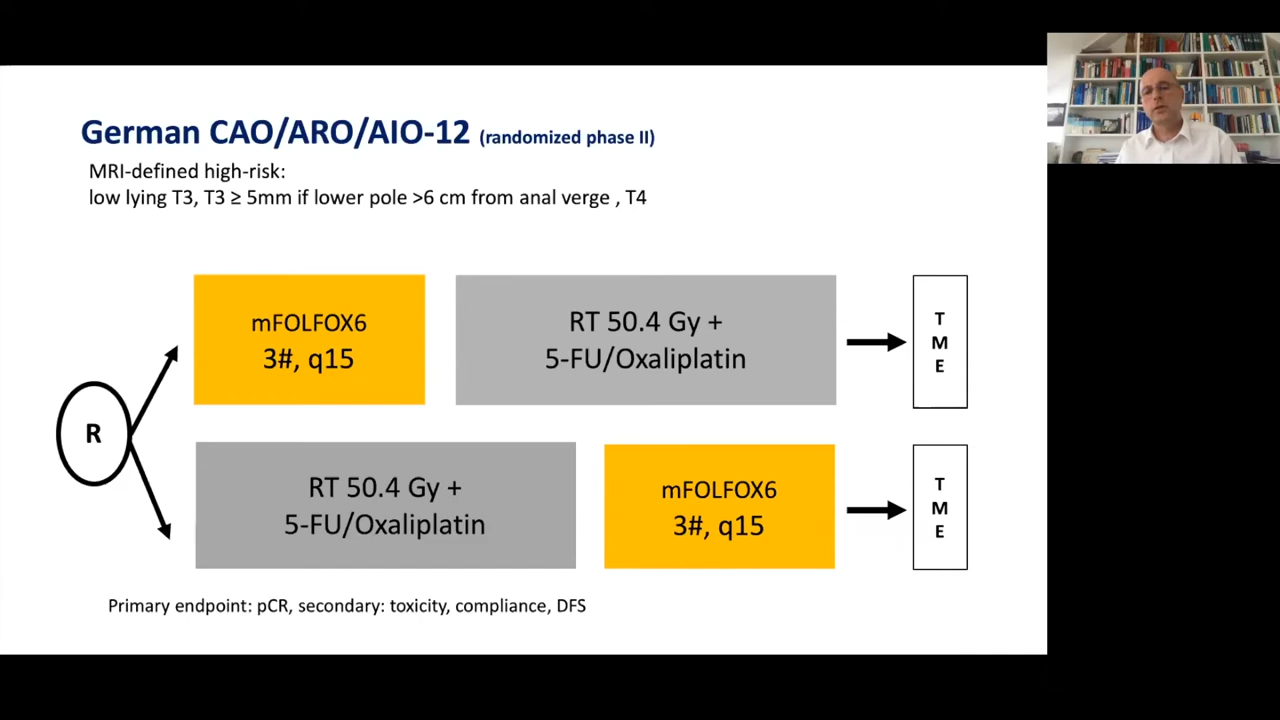 German CAO/ARO/AIO-12 (randomized phase II)
MRI-defined high-risk:
low lying T3, T3 ≥ 5mm if lower pole >6 cm from anal verge , T4
mFOLFOX6
3#, q15
RT 50.4 Gy +
5-FU/Oxaliplatin
T
M
E
R
RT 50.4 Gy +
5-FU/Oxaliplatin
mFOLFOX6
3#, q15
T
M
E
Primary endpoint: pCR, secondary: toxicity, compliance, DFS